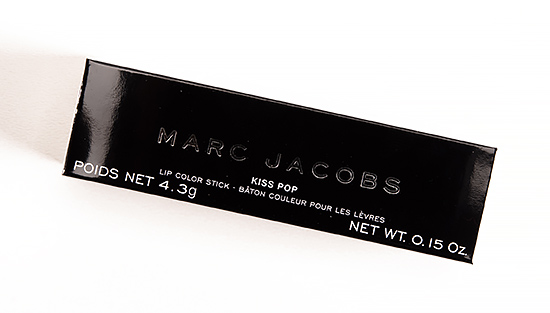 MARC JACOBS
KISS POP
LIP COLOR STICK - BÂTON COULEUR POUR LES LÈVRES
POIDS NET 4.3g
NET WT. 0.15 Oz.